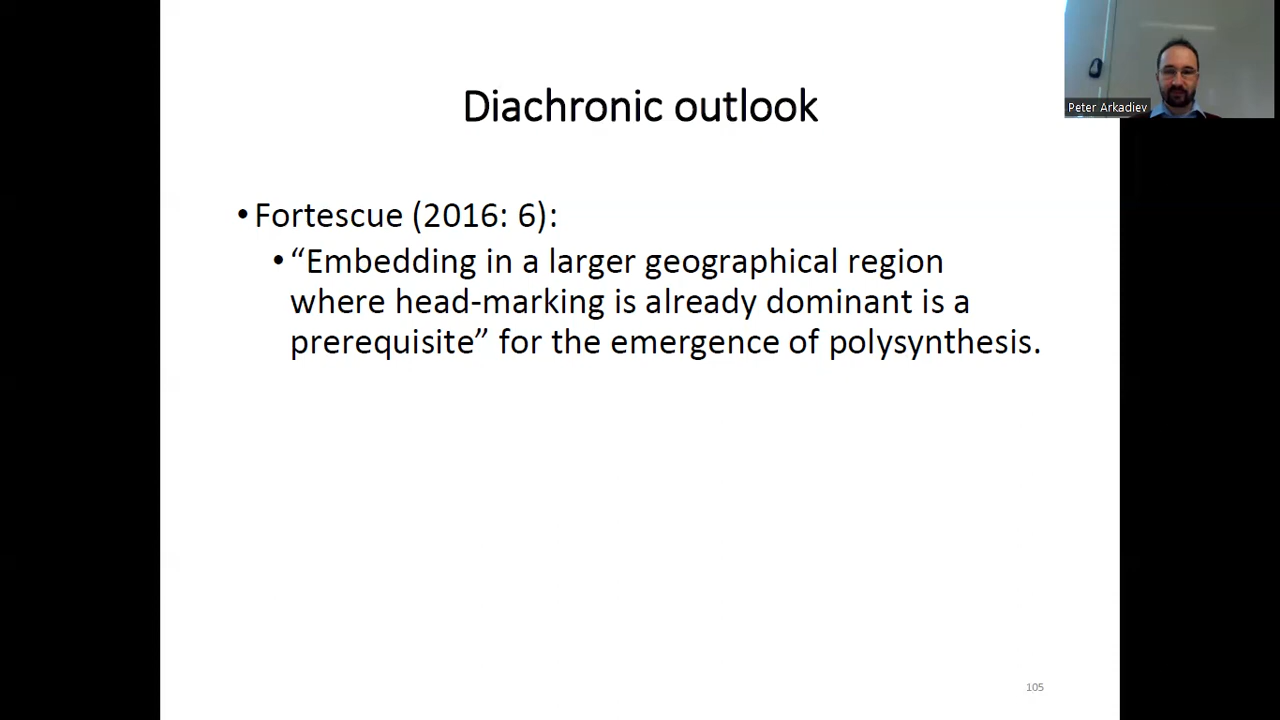 Peter Arkadiev
Diachronic outlook
• Fortescue (2016: 6):
• “Embedding in a larger geographical region
where head-marking is already dominant is a
prerequisite” for the emergence of polysynthesis.
105